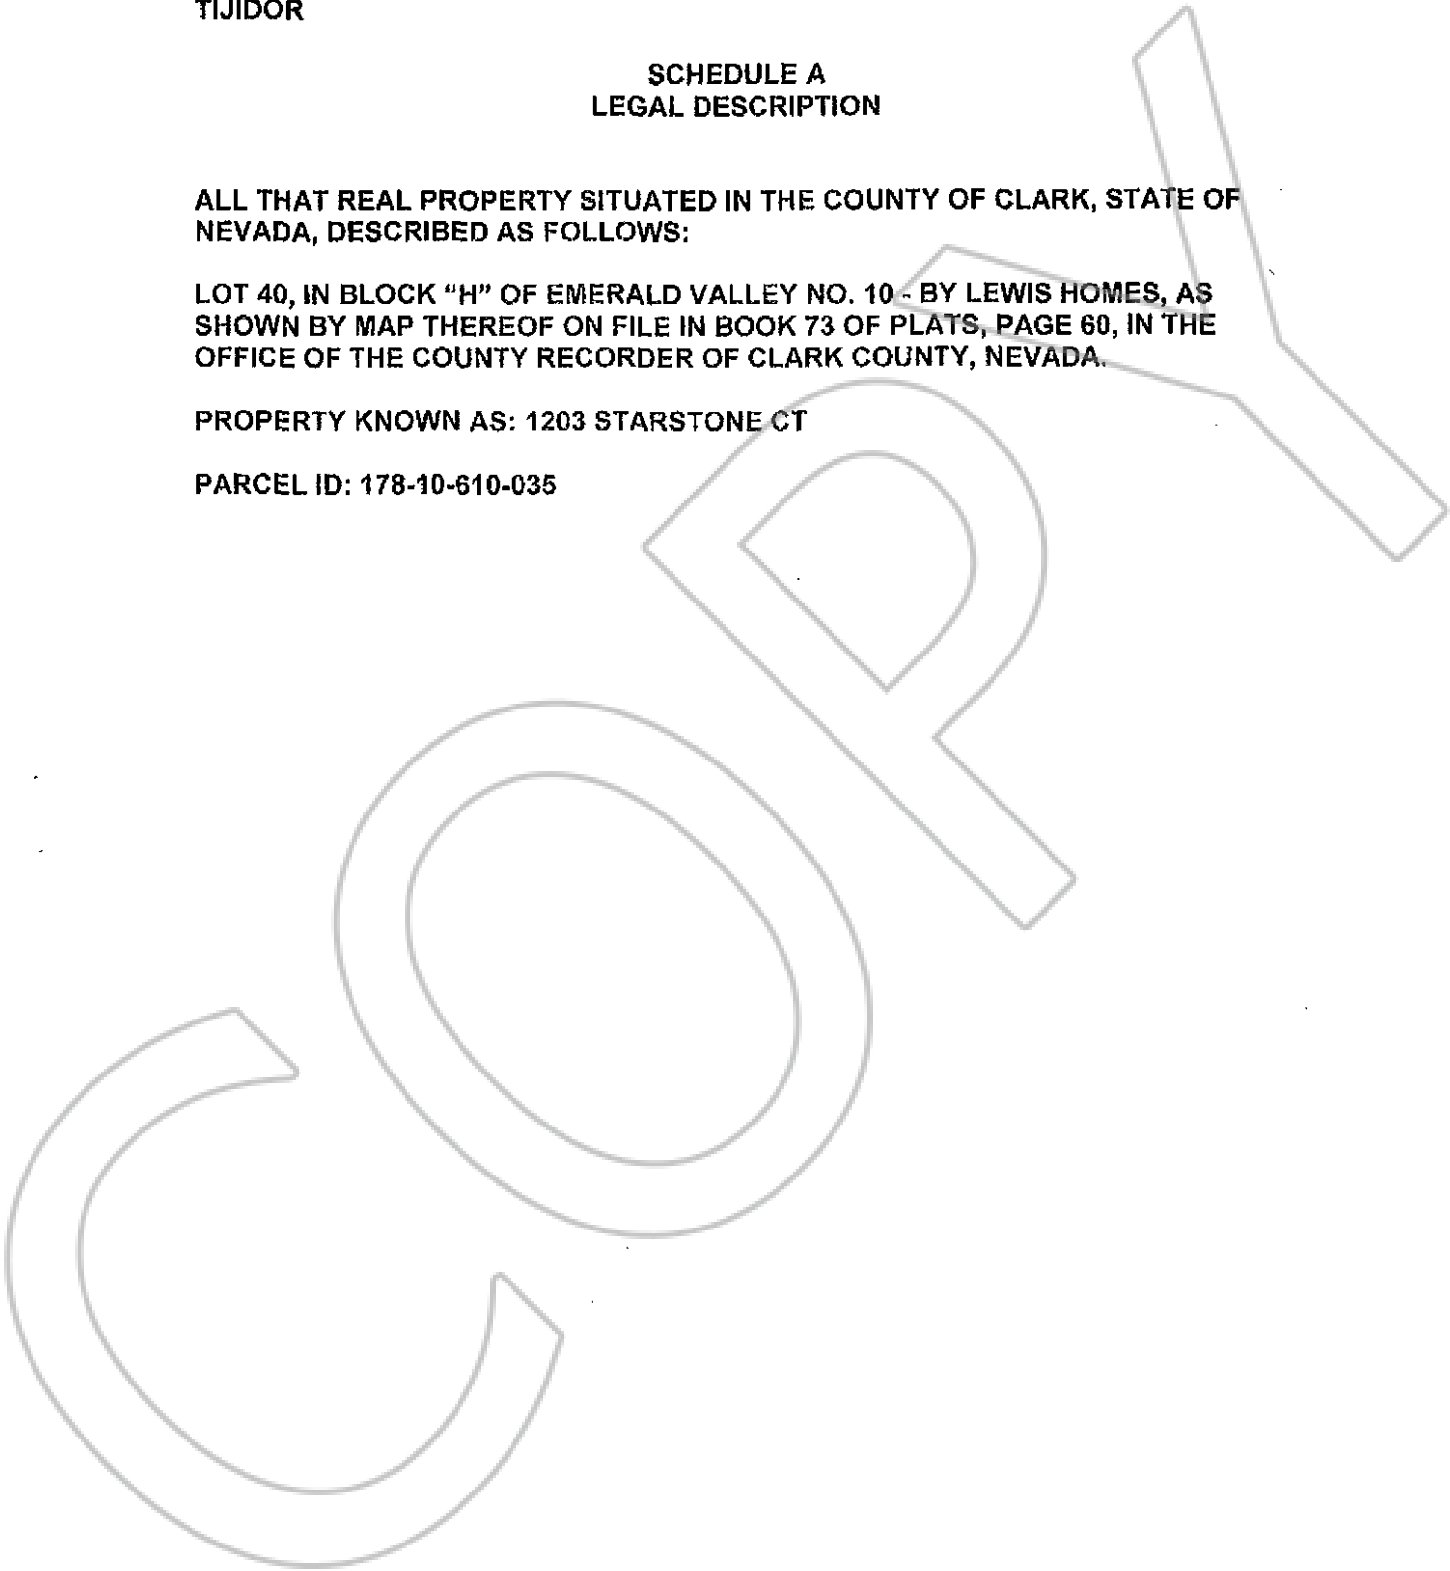 TIJIDOR
SCHEDULE A
LEGAL DESCRIPTION
ALL THAT REAL PROPERTY SITUATED IN THE COUNTY OF CLARK, STATE OF
NEVADA, DESCRIBED AS FOLLOWS:
LOT 40, IN BLOCK “H” OF EMERALD VALLEY NO. 10 - BY LEWIS HOMES, AS
SHOWN BY MAP THEREOF ON FILE IN BOOK 73 OF PLATS, PAGE 60, IN THE
OFFICE OF THE COUNTY RECORDER OF CLARK COUNTY, NEVADA.
PROPERTY KNOWN AS: 1203 STARSTONE CT
PARCEL ID: 178-10-610-035
COPY